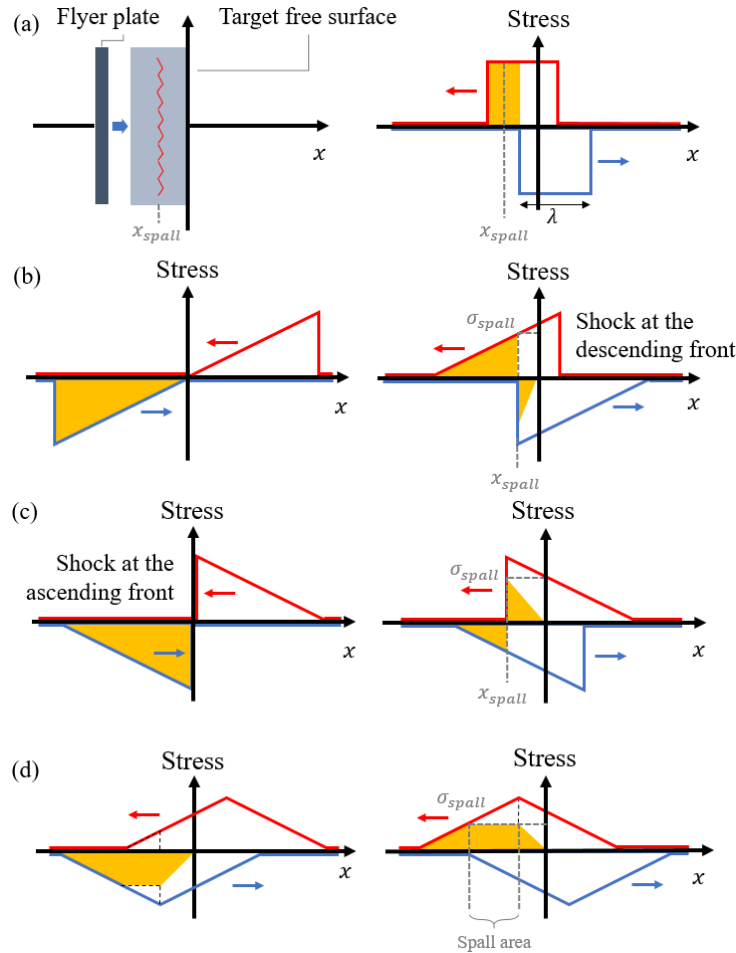 (a)
Flyer plate
Target free surface
x
x_spall
Stress
x
λ
x_spall
(b)
Stress
x
Stress
σ_spall
Shock at the
descending front
x
x_spall
(c)
Stress
Shock at the
ascending front
x
Stress
σ_spall
x
x_spall
(d)
Stress
x
Stress
σ_spall
x
Spall area